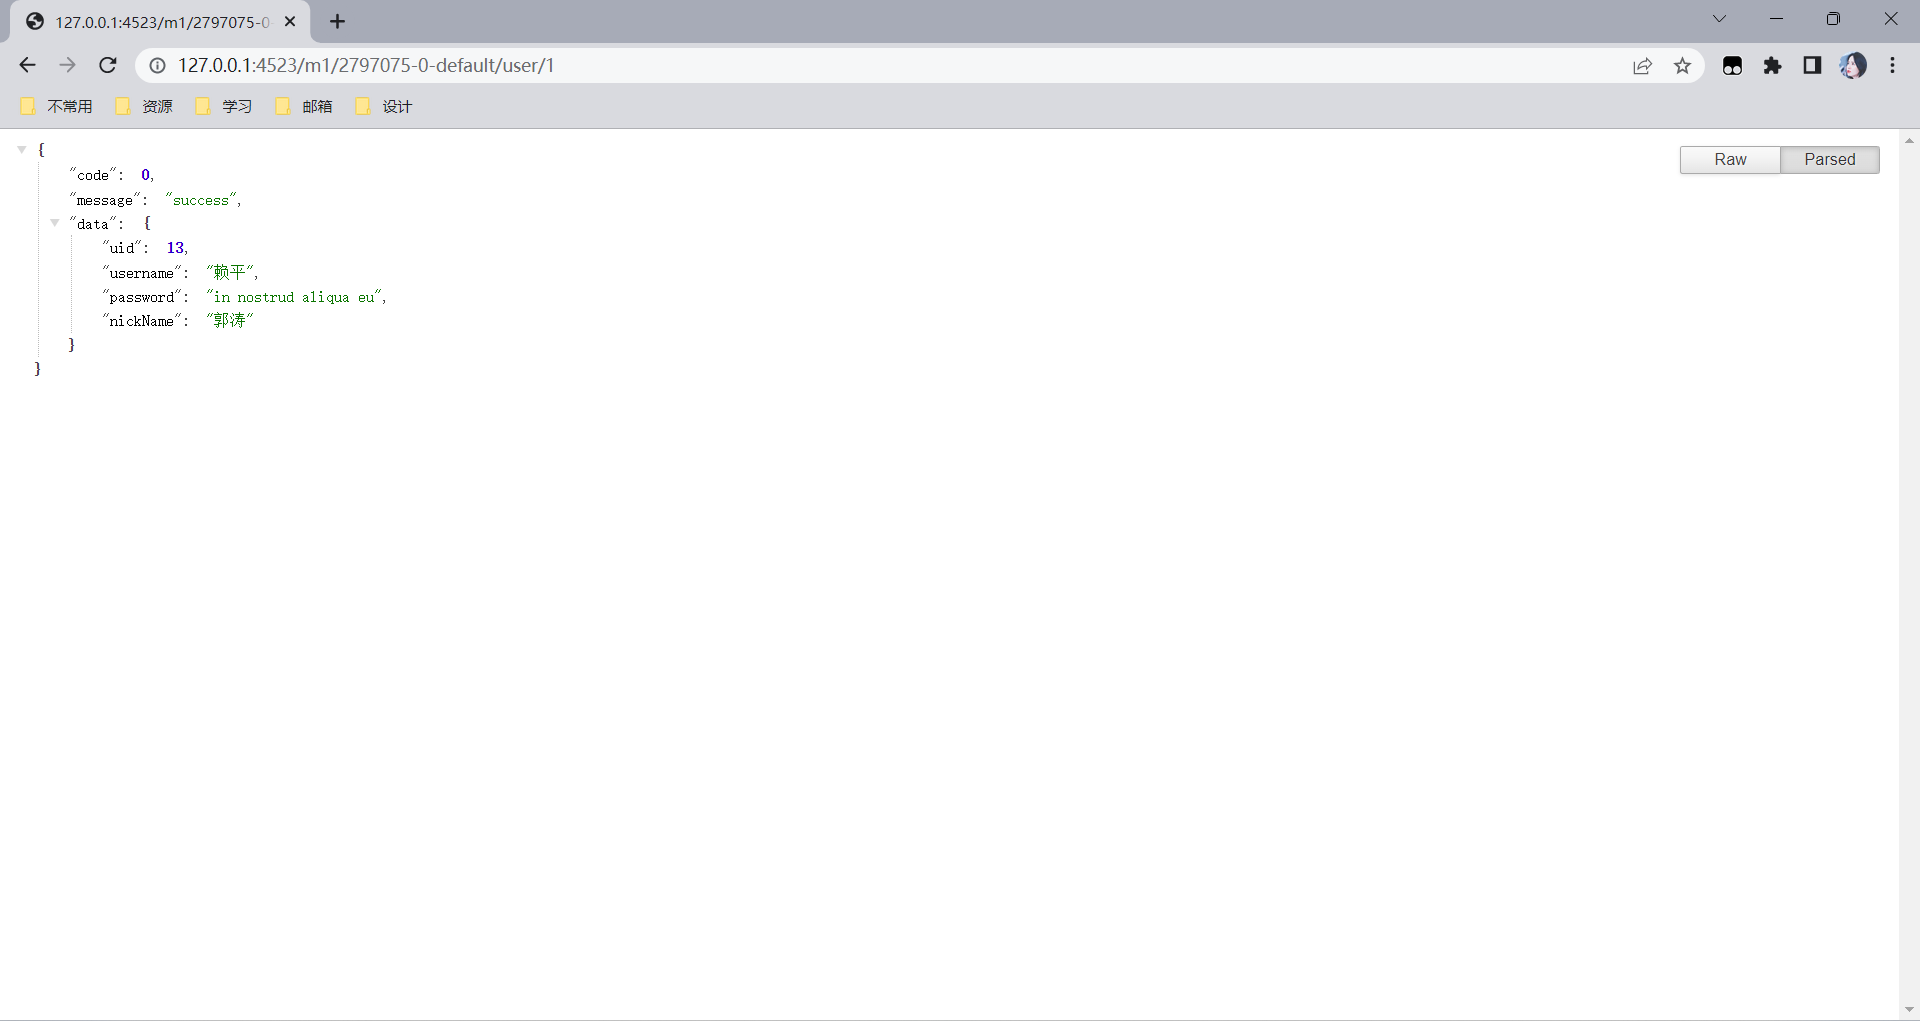 127.0.0.1:4523/m1/2797075-0-
127.0.0.1:4523/m1/2797075-0-default/user/1
不常用 资源 学习 邮箱 设计
{
Raw Parsed
"code": 0,
"message": "success",
"data": {
"uid": 13,
"username": "赖平",
"password": "in nostrud aliqua eu",
"nickName": "郭涛"
}
}